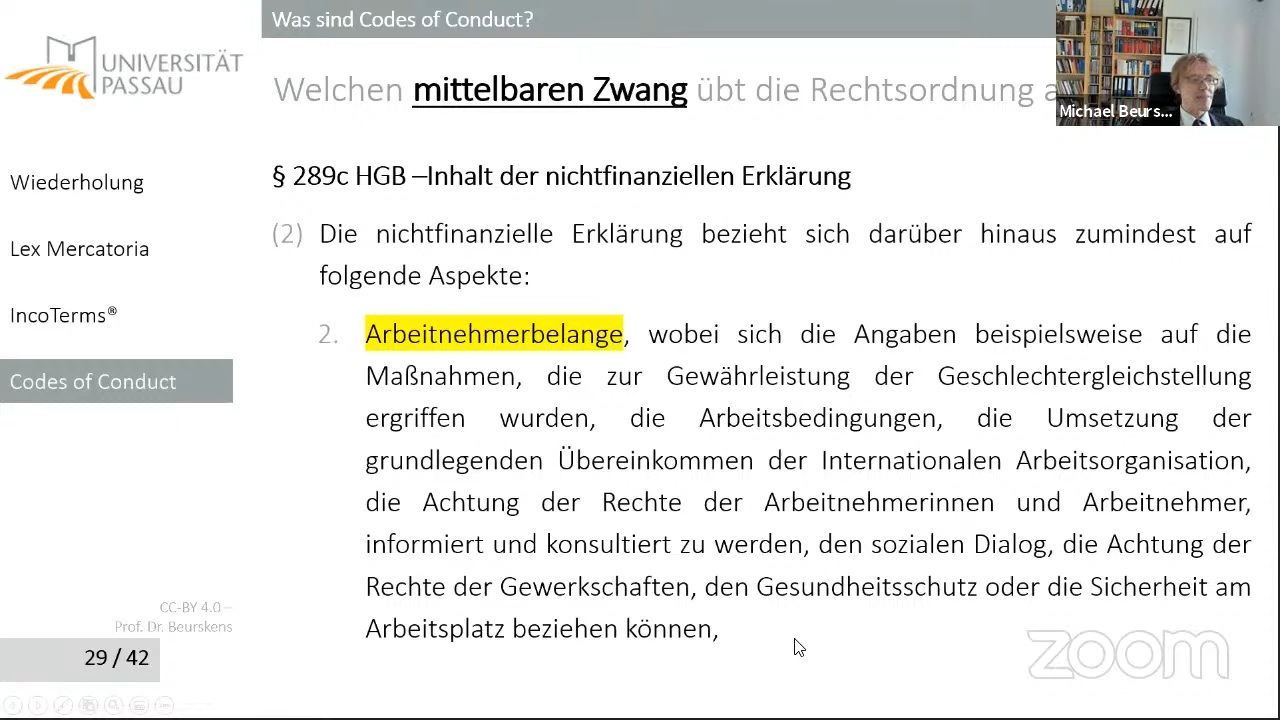 Was sind Codes of Conduct?
UNIVERSITÄT
PASSAU
Welchen mittelbaren Zwang übt die Rechtsordnung
Michael Beurs...
Wiederholung
Lex Mercatoria
IncoTerms®
Codes of Conduct
§ 289c HGB –Inhalt der nichtfinanziellen Erklärung
(2) Die nichtfinanzielle Erklärung bezieht sich darüber hinaus zumindest auf
folgende Aspekte:
2. Arbeitnehmerbelange, wobei sich die Angaben beispielsweise auf die
Maßnahmen, die zur Gewährleistung der Geschlechtergleichstellung
ergriffen wurden, die Arbeitsbedingungen, die Umsetzung der
grundlegenden Übereinkommen der Internationalen Arbeitsorganisation,
die Achtung der Rechte der Arbeitnehmerinnen und Arbeitnehmer,
informiert und konsultiert zu werden, den sozialen Dialog, die Achtung der
Rechte der Gewerkschaften, den Gesundheitsschutz oder die Sicherheit am
Arbeitsplatz beziehen können,
CC-BY 4.0 –
Prof. Dr. Beurskens
29 / 42
zoom